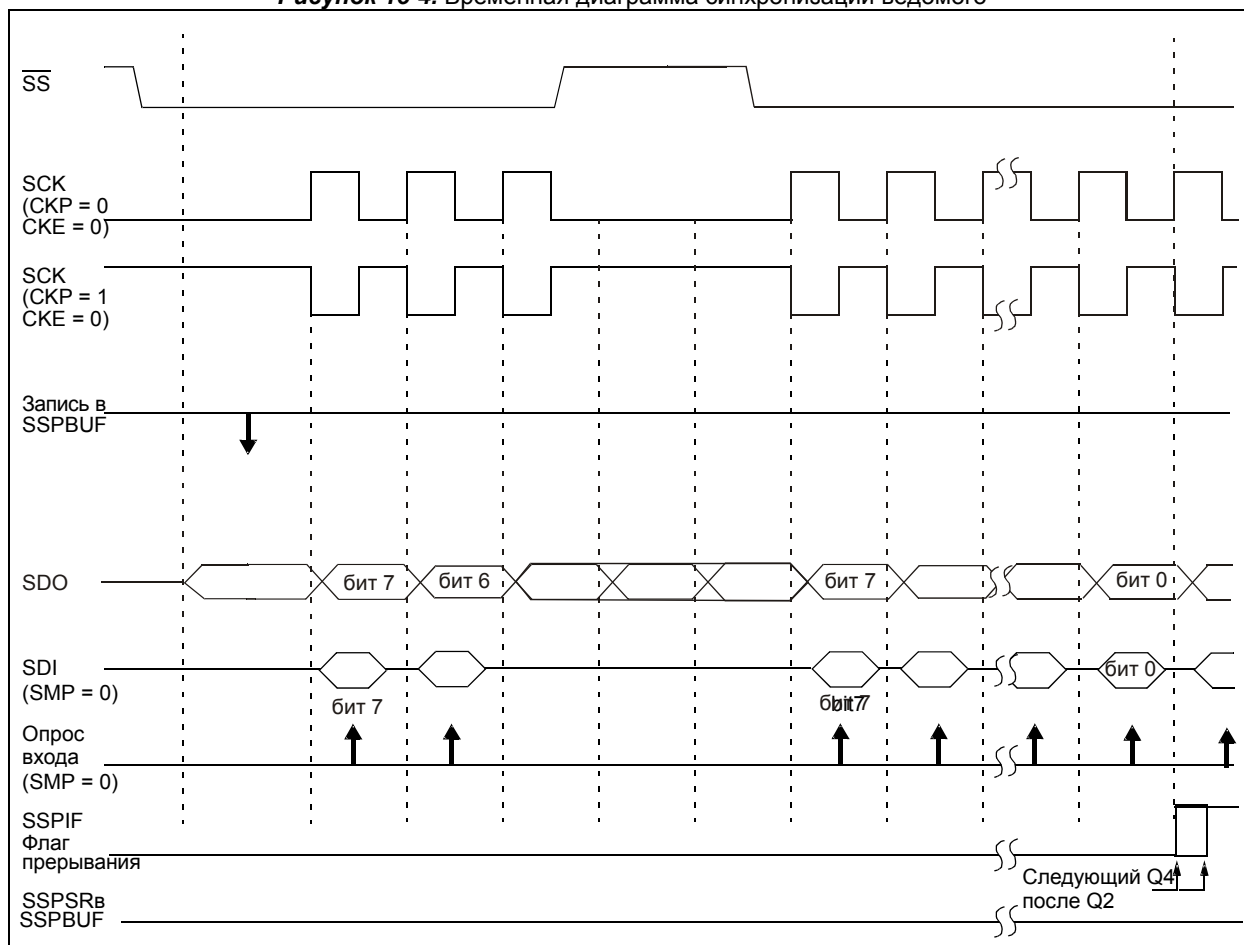 Рисунок 16-4. Временная диаграмма синхронизации ведомого
SS
SCK
(CKP = 0
CKE = 0)
SCK
(CKP = 1
CKE = 0)
Запись в
SSPBUF
SDO
бит 7
бит 6
бит 7
бит 0
SDI
(SMP = 0)
бит 7
бит 0
Опрос
входа
(SMP = 0)
SSPIF
Флаг
прерывания
Следующий Q4
после Q2
SSPSRв
SSPBUF